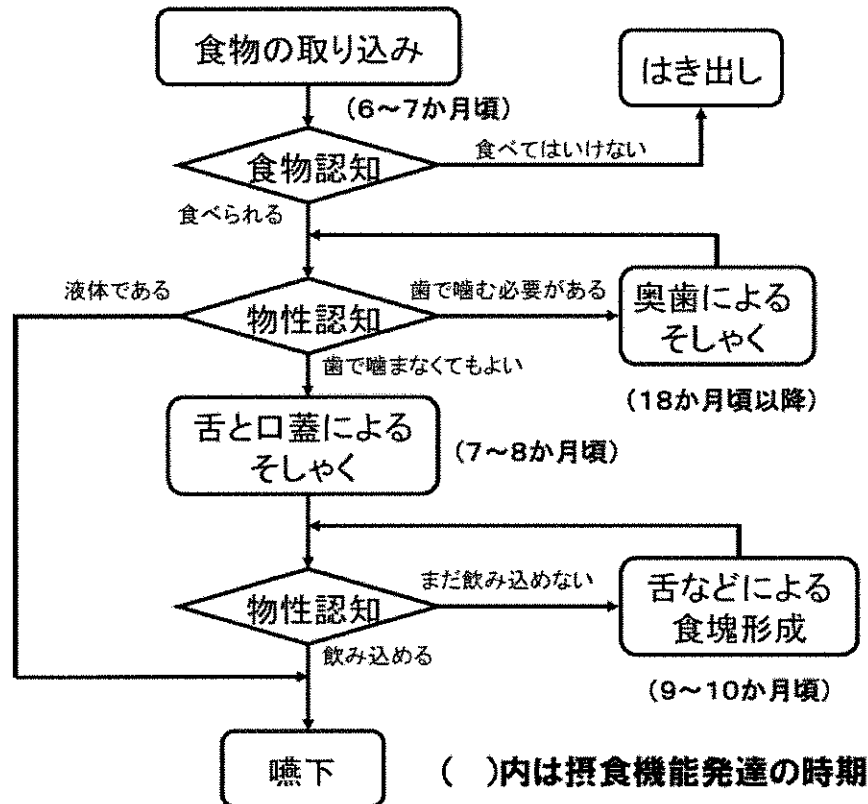 食物の取り込み
はき出し
(6〜7か月頃)
食物認知
食べてはいけない
食べられる
液体である
物性認知
歯で噛む必要がある
奥歯による
そしゃく
歯で噛まなくてもよい
(18か月頃以降)
舌と口蓋による
そしゃく
(7〜8か月頃)
物性認知
まだ飲み込めない
舌などによる
食塊形成
飲み込める
(9〜10か月頃)
嚥下
( )内は摂食機能発達の時期